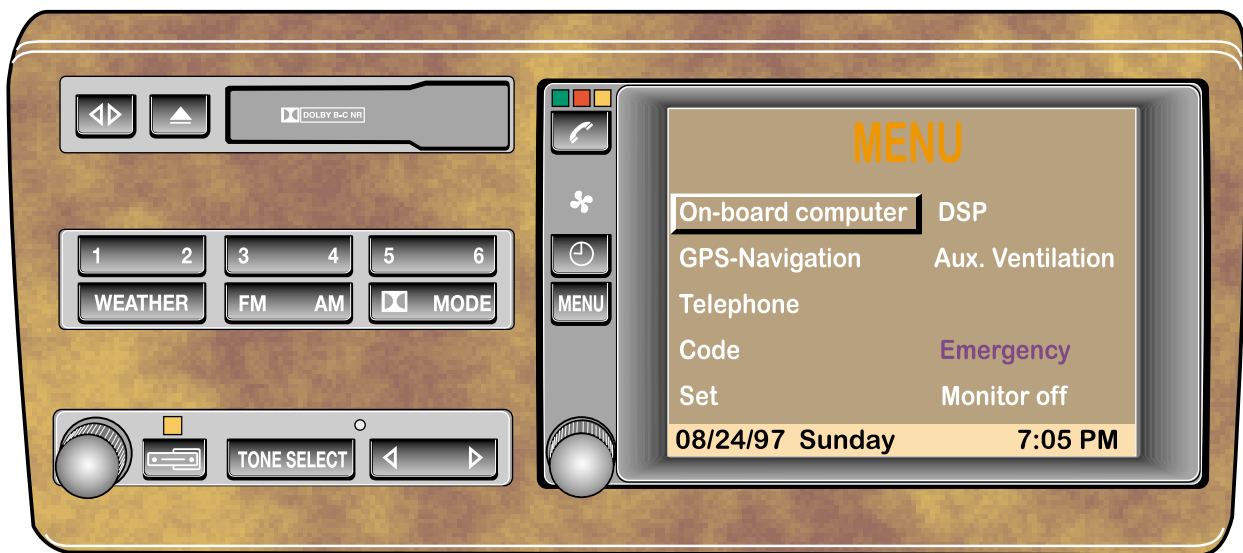 DOLBY B-C NR
1 2 3 4 5 6
WEATHER FM AM MODE
TONE SELECT
MENU
MENU
On-board computer DSP
GPS-Navigation Aux. Ventilation
Telephone
Code Emergency
Set Monitor off
08/24/97 Sunday 7:05 PM